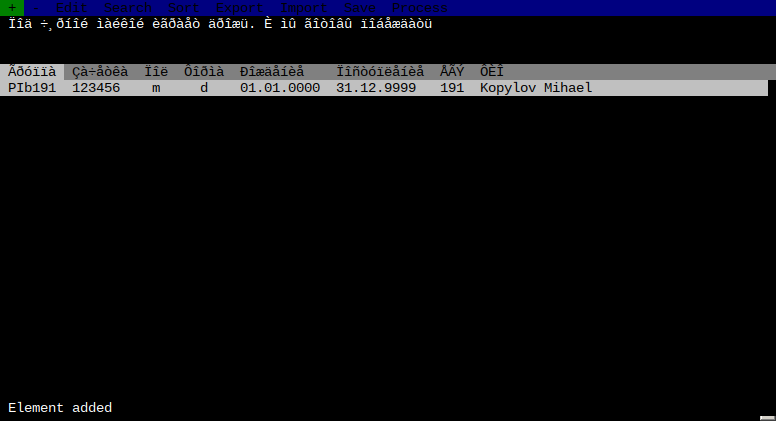 + - Edit Search Sort Export Import Save Process
Ïîä ÷¸ðíîé ìàéêîé èãðàåò äðîæü. È ìû ãîòîâû ïîáåæäàòü
Ãðóïïà Çà÷åòêà Ïîë Ôîðìà Ðîæäåíèå Ïîñòóïëåíèå ÅÃÝ ÔÈÎ
PIb191 123456 m d 01.01.0000 31.12.9999 191 Kopylov Mihael
Element added